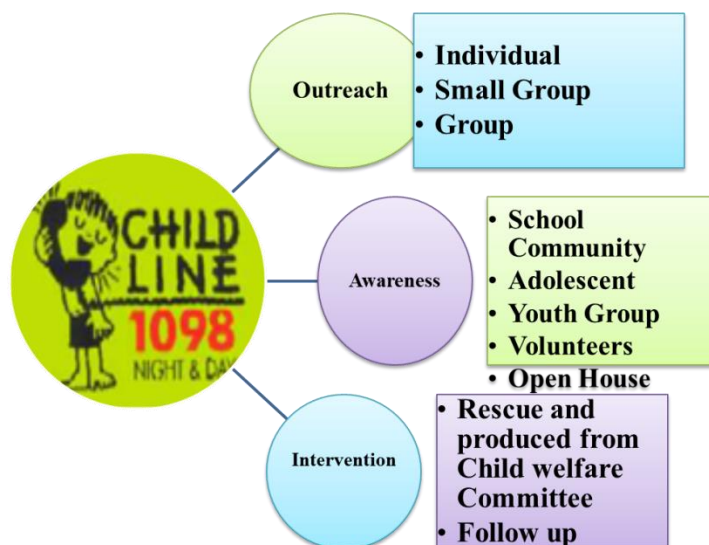 CHILD
LINE
1098
NIGHT & DAY
Outreach
• Individual
• Small Group
• Group
Awareness
• School
Community
• Adolescent
• Youth Group
• Volunteers
• Open House
Intervention
• Rescue and
produced from
Child welfare
Committee
• Follow up